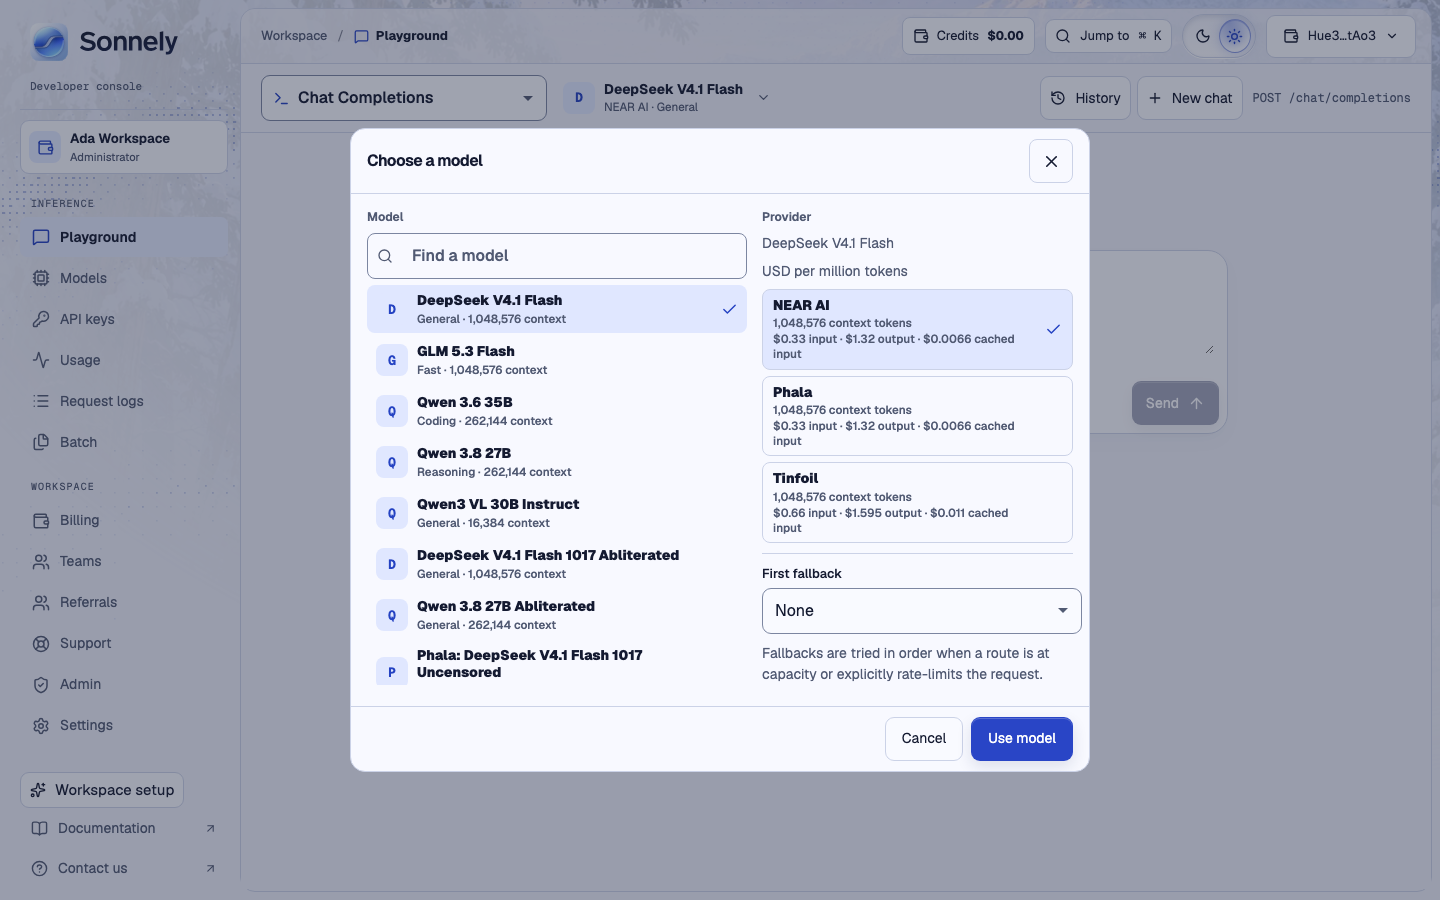 Sonnely
Developer console
Ada Workspace
Administrator
INFERENCE
Playground
Models
API keys
Usage
Request logs
Batch
WORKSPACE
Billing
Teams
Referrals
Support
Admin
Settings
Workspace setup
Documentation
Contact us
Workspace / Playground
Credits $0.00
Jump to ⌘ K
Hue3...tAo3
Chat Completions
D
DeepSeek V4.1 Flash
NEAR AI · General
History
New chat
POST /chat/completions
Send
Choose a model
Model
Find a model
D
DeepSeek V4.1 Flash
General · 1,048,576 context
G
GLM 5.3 Flash
Fast · 1,048,576 context
Q
Qwen 3.6 35B
Coding · 262,144 context
Q
Qwen 3.8 27B
Reasoning · 262,144 context
Q
Qwen3 VL 30B Instruct
General · 16,384 context
D
DeepSeek V4.1 Flash 1017 Abliterated
General · 1,048,576 context
Q
Qwen 3.8 27B Abliterated
General · 262,144 context
P
Phala: DeepSeek V4.1 Flash 1017
Uncensored
Provider
DeepSeek V4.1 Flash
USD per million tokens
NEAR AI
1,048,576 context tokens
$0.33 input · $1.32 output · $0.0066 cached
input
Phala
1,048,576 context tokens
$0.33 input · $1.32 output · $0.0066 cached
input
Tinfoil
1,048,576 context tokens
$0.66 input · $1.595 output · $0.011 cached
input
First fallback
None
Fallbacks are tried in order when a route is at
capacity or explicitly rate-limits the request.
Cancel
Use model